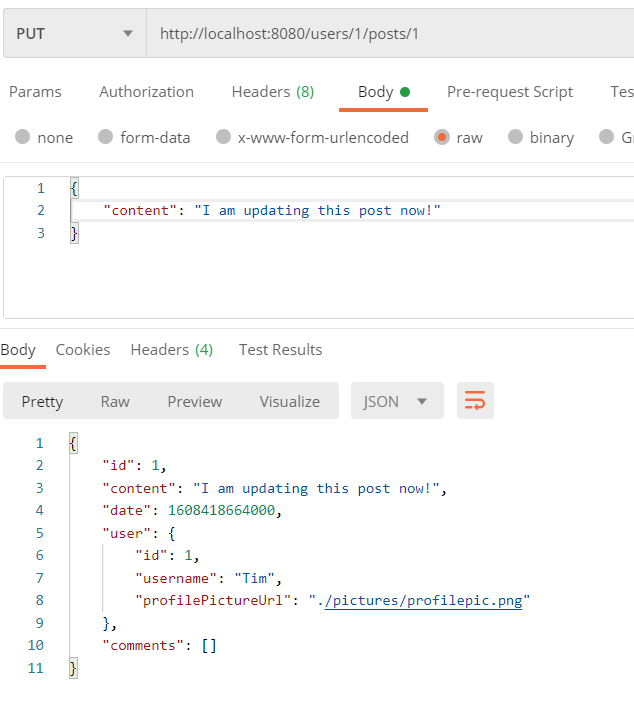 PUT http://localhost:8080/users/1/posts/1
Params Authorization Headers (8) Body Pre-request Script Tes
none form-data x-www-form-urlencoded raw binary G
1 {
2 "content": "I am updating this post now!"
3 }
Body Cookies Headers (4) Test Results
Pretty Raw Preview Visualize JSON
1 {
2 "id": 1,
3 "content": "I am updating this post now!",
4 "date": 1608418664000,
5 "user": {
6 "id": 1,
7 "username": "Tim",
8 "profilePictureUrl": "./pictures/profilepic.png"
9 },
10 "comments": []
11 }